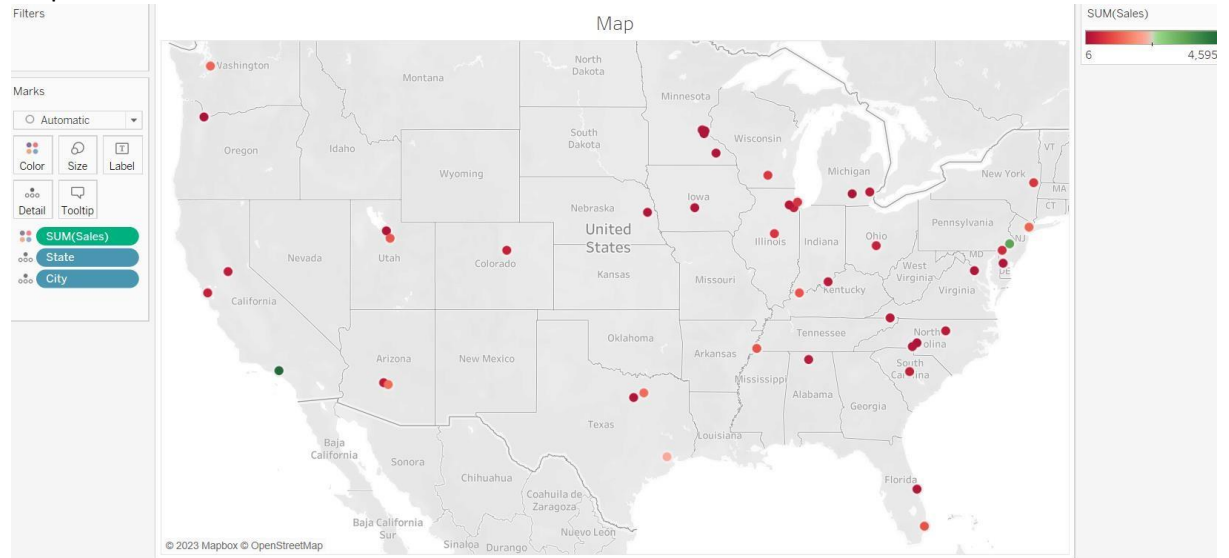 Filters
Map
SUM(Sales)
6
4,595
Marks
Automatic
Color
Size
T
Label
Detail
Tooltip
SUM(Sales)
State
City
Washington
Montana
North
Dakota
Minnesota
Oregon
Idaho
South
Dakota
Wisconsin
Michigan
VT
New York
MA
CT
Wyoming
Iowa
Nebraska
Pennsylvania
NJ
United
States
Nevada
Utah
Colorado
Illinois
Indiana
Ohio
MD
DE
West
Virginia
Kansas
Missouri
Kentucky
Virginia
California
Tennessee
North
olina
Oklahoma
Arizona
New Mexico
Arkansas
South
Ca
ina
Mississippi
Alabama
Georgia
Texas
Louisiana
Baja
California
Sonora
Chihuahua
Coahuila de
Zaragoza
Florida
Baja California
Sur
Sinaloa
Durango
Nuevo León
© 2023 Mapbox © OpenStreetMap